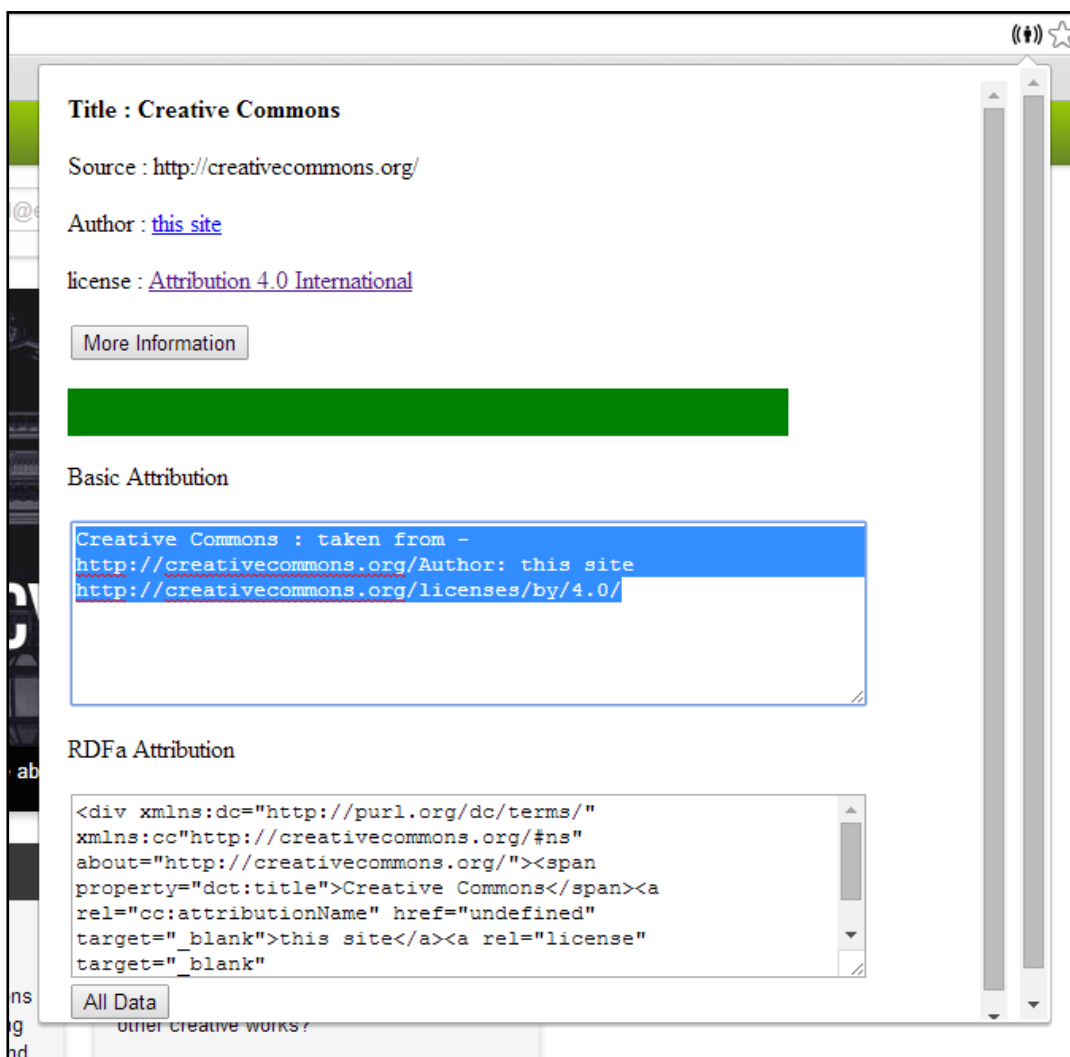 Title : Creative Commons
Source : http://creativecommons.org/
l@e
Author : this site
license : Attribution 4.0 International
More Information
Basic Attribution
Creative Commons : taken from -
http://creativecommons.org/Author: this site
http://creativecommons.org/licenses/by/4.0/
RDFa Attribution
ab
<div xmlns:dc="http://purl.org/dc/terms/"
xmlns:cc"http://creativecommons.org/#ns"
about="http://creativecommons.org/"><span
property="dct:title">Creative Commons</span><a
rel="cc:attributionName" href="undefined"
target="_blank">this site</a><a rel="license"
target="_blank"
All Data
ns
other creative works?
ng
nd